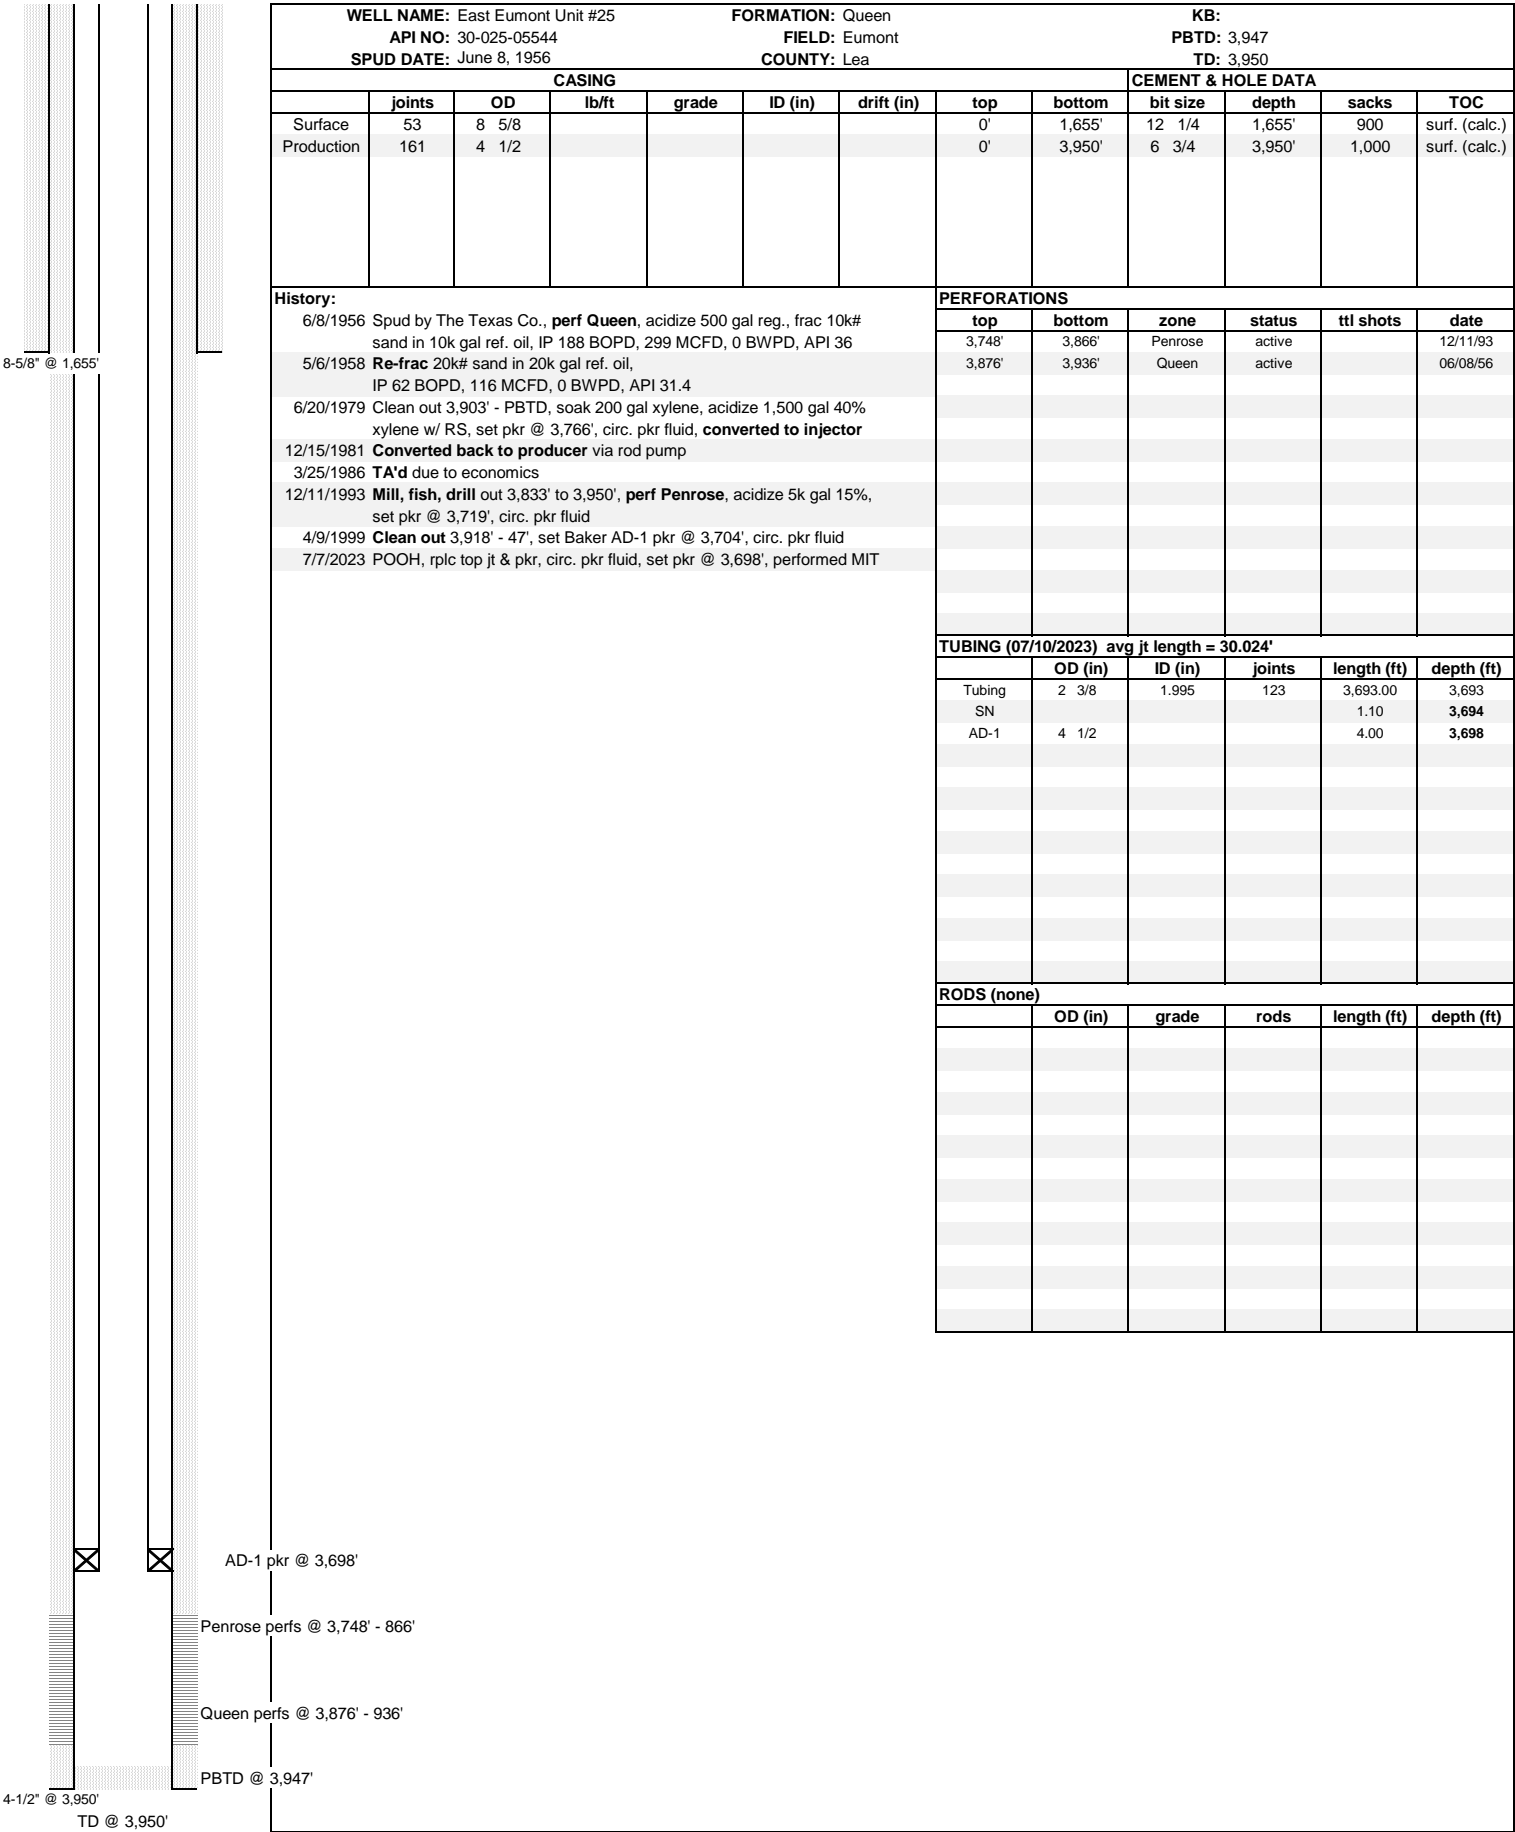 WELL NAME: East Eumont Unit #25 FORMATION: Queen KB:
API NO: 30-025-05544 FIELD: Eumont PBTD: 3,947
SPUD DATE: June 8, 1956 COUNTY: Lea TD: 3,950
CASING CEMENT & HOLE DATA
joints OD lb/ft grade ID (in) drift (in) top bottom bit size depth sacks TOC
Surface 53 8 5/8 0' 1,655' 12 1/4 1,655' 900 surf. (calc.)
Production 161 4 1/2 0' 3,950' 6 3/4 3,950' 1,000 surf. (calc.)
History:
6/8/1956 Spud by The Texas Co., perf Queen, acidize 500 gal reg., frac 10k#
sand in 10k gal ref. oil, IP 188 BOPD, 299 MCFD, 0 BWPD, API 36
5/6/1958 Re-frac 20k# sand in 20k gal ref. oil,
IP 62 BOPD, 116 MCFD, 0 BWPD, API 31.4
6/20/1979 Clean out 3,903' - PBTD, soak 200 gal xylene, acidize 1,500 gal 40%
xylene w/ RS, set pkr @ 3,766', circ. pkr fluid, converted to injector
12/15/1981 Converted back to producer via rod pump
3/25/1986 TA'd due to economics
12/11/1993 Mill, fish, drill out 3,833' to 3,950', perf Penrose, acidize 5k gal 15%,
set pkr @ 3,719', circ. pkr fluid
4/9/1999 Clean out 3,918' - 47', set Baker AD-1 pkr @ 3,704', circ. pkr fluid
7/7/2023 POOH, rplc top jt & pkr, circ. pkr fluid, set pkr @ 3,698', performed MIT
PERFORATIONS
top bottom zone status ttl shots date
3,748' 3,866' Penrose active 12/11/93
3,876' 3,936' Queen active 06/08/56
TUBING (07/10/2023) avg jt length = 30.024'
OD (in) ID (in) joints length (ft) depth (ft)
Tubing 2 3/8 1.995 123 3,693.00 3,693
SN 1.10 3,694
AD-1 4 1/2 4.00 3,698
RODS (none)
OD (in) grade rods length (ft) depth (ft)
8-5/8" @ 1,655'
AD-1 pkr @ 3,698'
Penrose perfs @ 3,748' - 866'
Queen perfs @ 3,876' - 936'
PBTD @ 3,947'
4-1/2" @ 3,950'
TD @ 3,950'